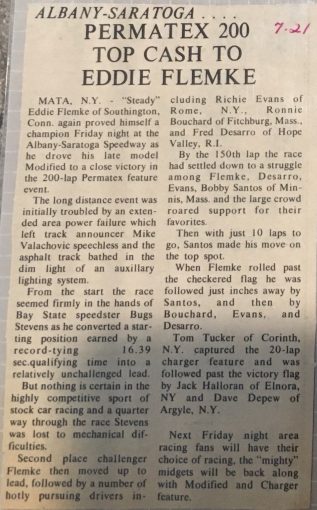 ALBANY-SARATOGA . . . .
7-21
PERMATEX 200
TOP CASH TO
EDDIE FLEMKE
MATA, N.Y. - "Steady"
Eddie Flemke of Southington,
Conn. again proved himself a
champion Friday night at the
Albany-Saratoga Speedway as
he drove his late model
Modified to a close victory in
the 200-lap Permatex feature
event.
The long distance event was
initially troubled by an exten-
ded area power failure which
left track announcer Mike
Valachovic speechless and the
asphalt track bathed in the
dim light of an auxillary
lighting system.
From the start the race
seemed firmly in the hands of
Bay State speedster Bugs
Stevens as he converted a star-
ting position earned by a
record-tying 16.39
sec.qualifying time into a
relatively unchallenged lead.
But nothing is certain in the
highly competitive sport of
stock car racing and a quarter
way through the race Stevens
was lost to mechanical dif-
ficulties.
Second place challenger
Flemke then moved up to
lead, followed by a number of
hotly pursuing drivers in-
cluding Richie Evans of
Rome, N.Y., Ronnie
Bouchard of Fitchburg, Mass.,
and Fred Desarro of Hope
Valley, R.I.
By the 150th lap the race
had settled down to a struggle
among Flemke, Desarro,
Evans, Bobby Santos of Min-
nis, Mass. and the large crowd
roared support for their
favorites.
Then with just 10 laps to
go, Santos made his move on
the top spot.
When Flemke rolled past
the checkered flag he was
followed just inches away by
Santos, and then by
Bouchard, Evans, and
Desarro.
Tom Tucker of Corinth,
N.Y. captured the 20-lap
charger feature and was
followed past the victory flag
by Jack Halloran of Elnora,
NY and Dave Depew of
Argyle, N.Y.
Next Friday night area
racing fans will have their
choice of racing, the "mighty"
midgets will be back along
with Modified and Charger
feature.